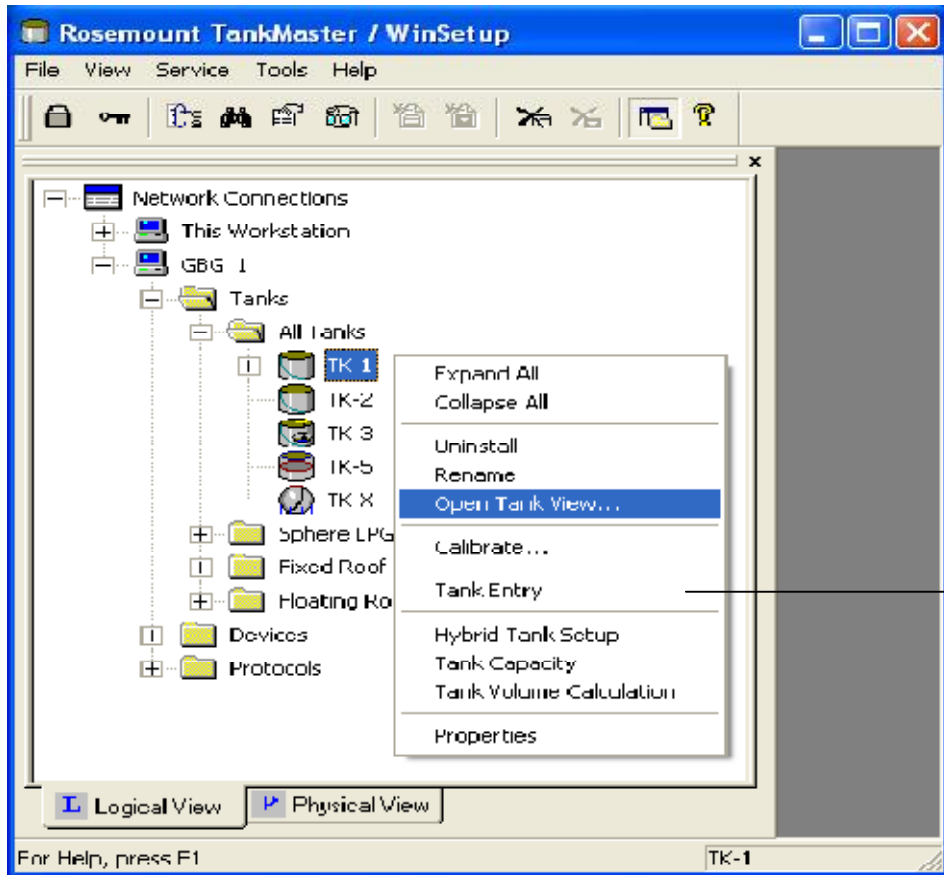 Rosemount TankMaster / WinSetup
File View Service Tools Help
Network Connections
This Workstation
GBG 1
Tanks
All Tanks
TK 1
TK-2
TK 3
TK-5
TK X
Sphere LPG
Fixed Roof
Floating Ro
Devices
Protocols
Expand All
Collapse All
Uninstall
Rename
Open Tank View...
Calibrate...
Tank Entry
Hybrid Tank Setup
Tank Capacity
Tank Volume Calculation
Properties
L Logical View
P Physical View
For Help, press F1
TK-1